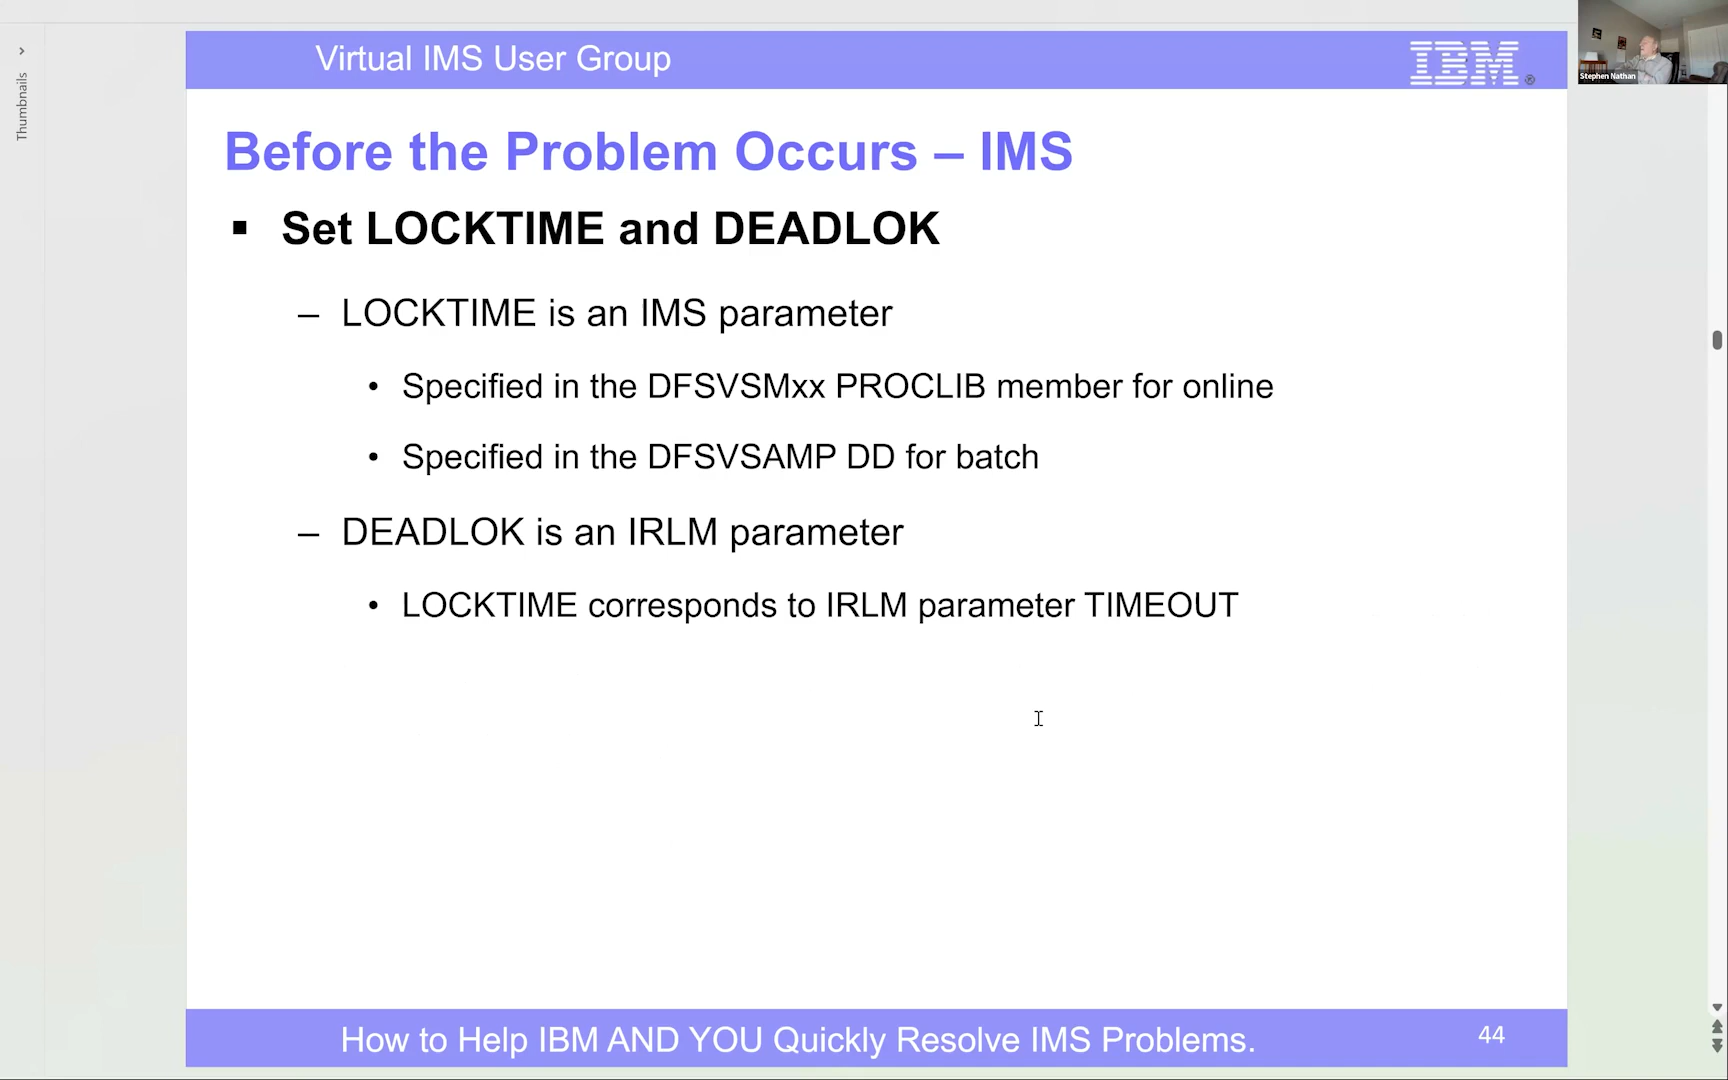 Virtual IMS User Group
IBM®
Stephen Nathan
Thumbnails
Before the Problem Occurs – IMS
▪ Set LOCKTIME and DEADLOK
– LOCKTIME is an IMS parameter
• Specified in the DFSVSMxx PROCLIB member for online
• Specified in the DFSVSAMP DD for batch
– DEADLOK is an IRLM parameter
• LOCKTIME corresponds to IRLM parameter TIMEOUT
How to Help IBM AND YOU Quickly Resolve IMS Problems.
44